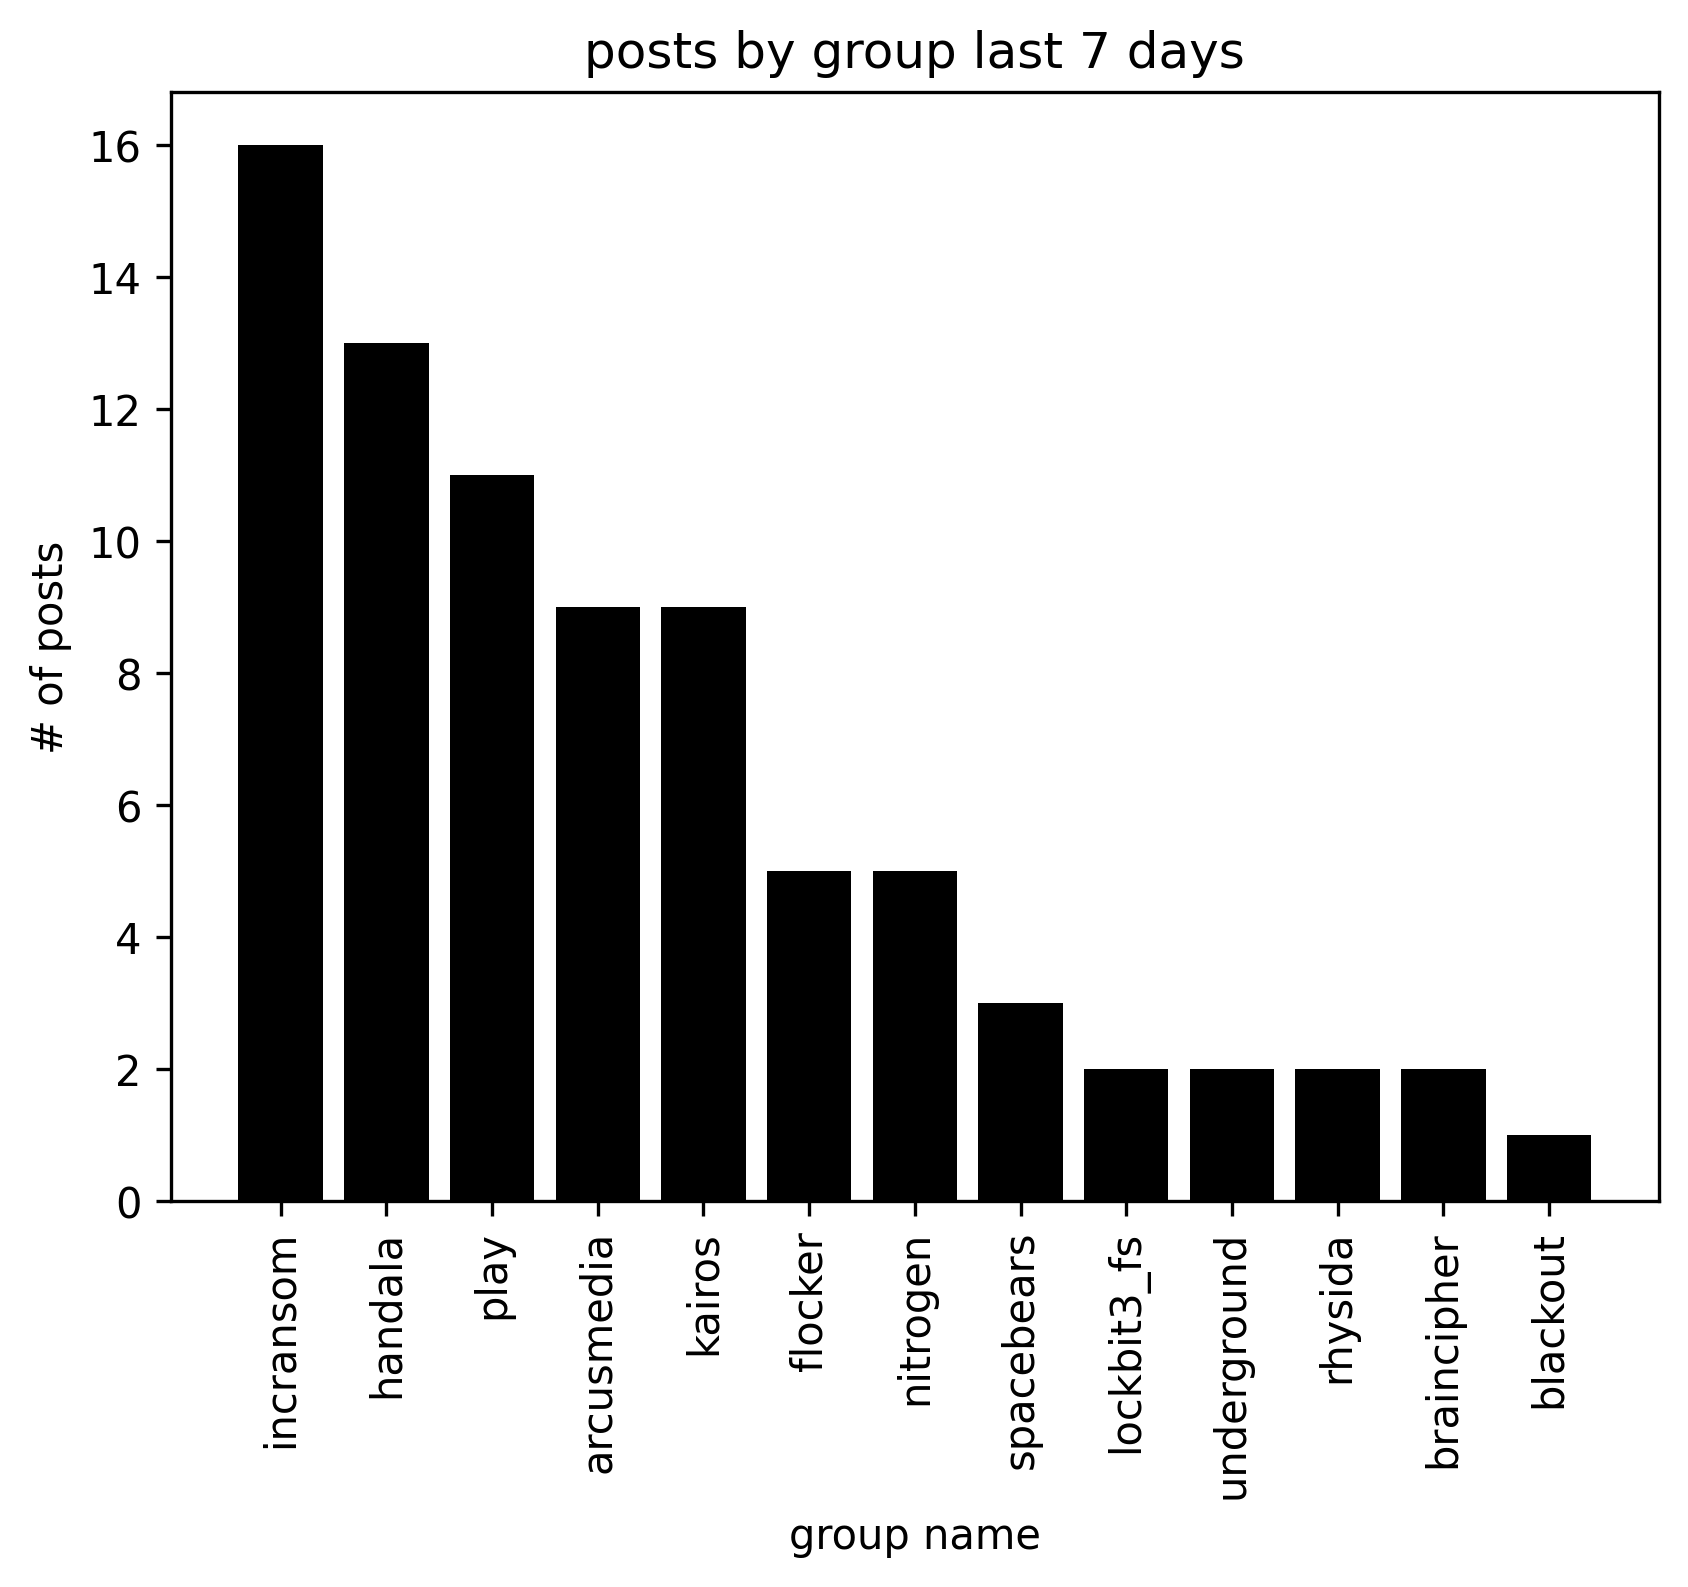 posts by group last 7 days
16
14
12
10
8
6
4
2
0
# of posts
incransom
handala
play
arcusmedia
kairos
flocker
nitrogen
spacebears
lockbit3_fs
underground
rhysida
braincipher
blackout
group name